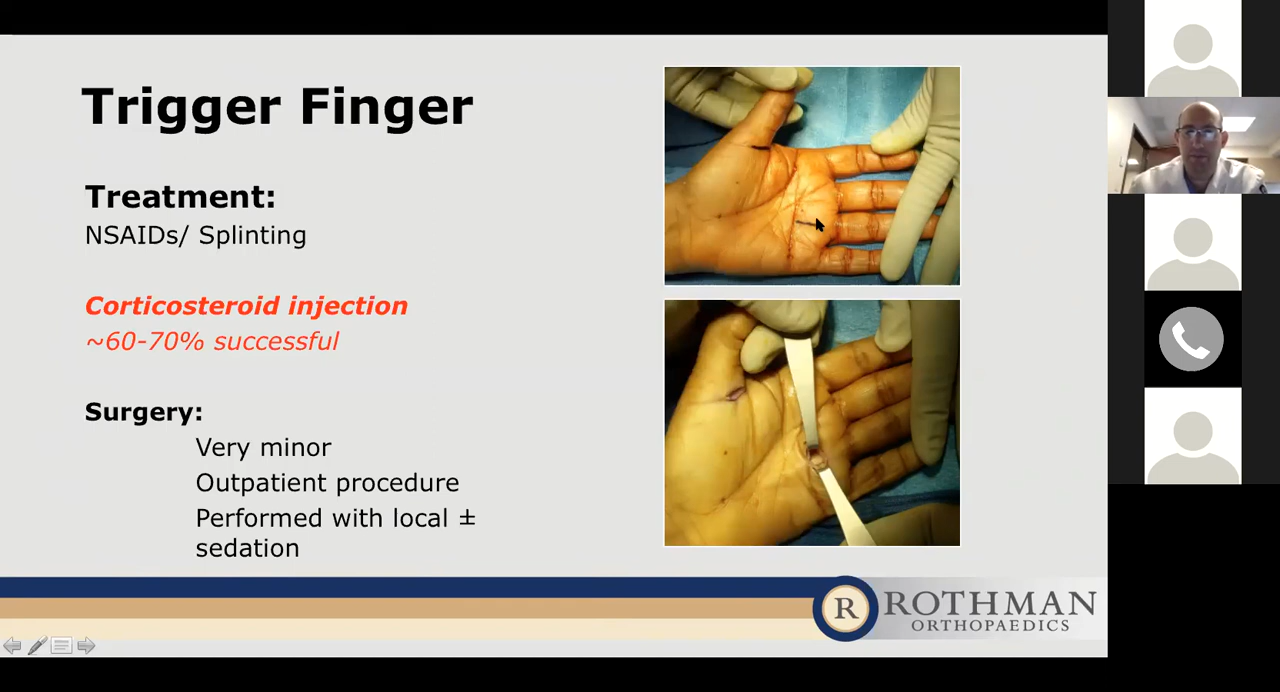 Trigger Finger
Treatment:
NSAIDs/ Splinting
Corticosteroid injection
~60-70% successful
Surgery:
Very minor
Outpatient procedure
Performed with local ±
sedation
R ROTHMAN
ORTHOPAEDICS